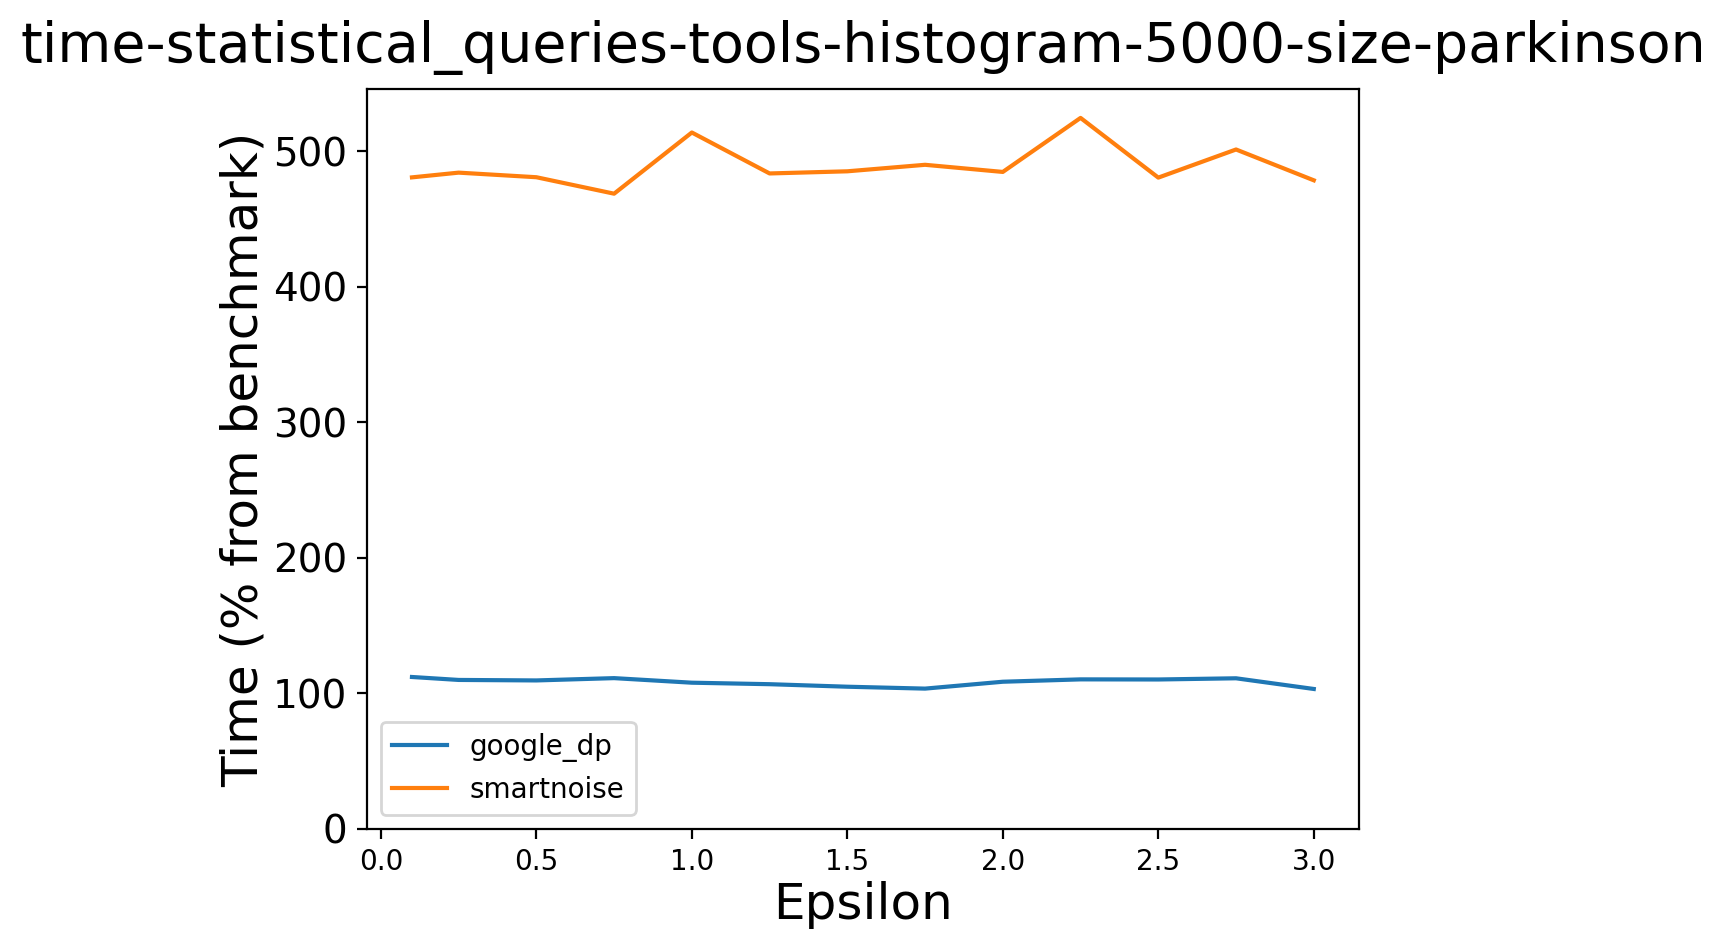 time-statistical_queries-tools-histogram-5000-size-parkinson
Time (% from benchmark)
500
400
300
200
100
0
google_dp
smartnoise
0.0 0.5 1.0 1.5 2.0 2.5 3.0
Epsilon